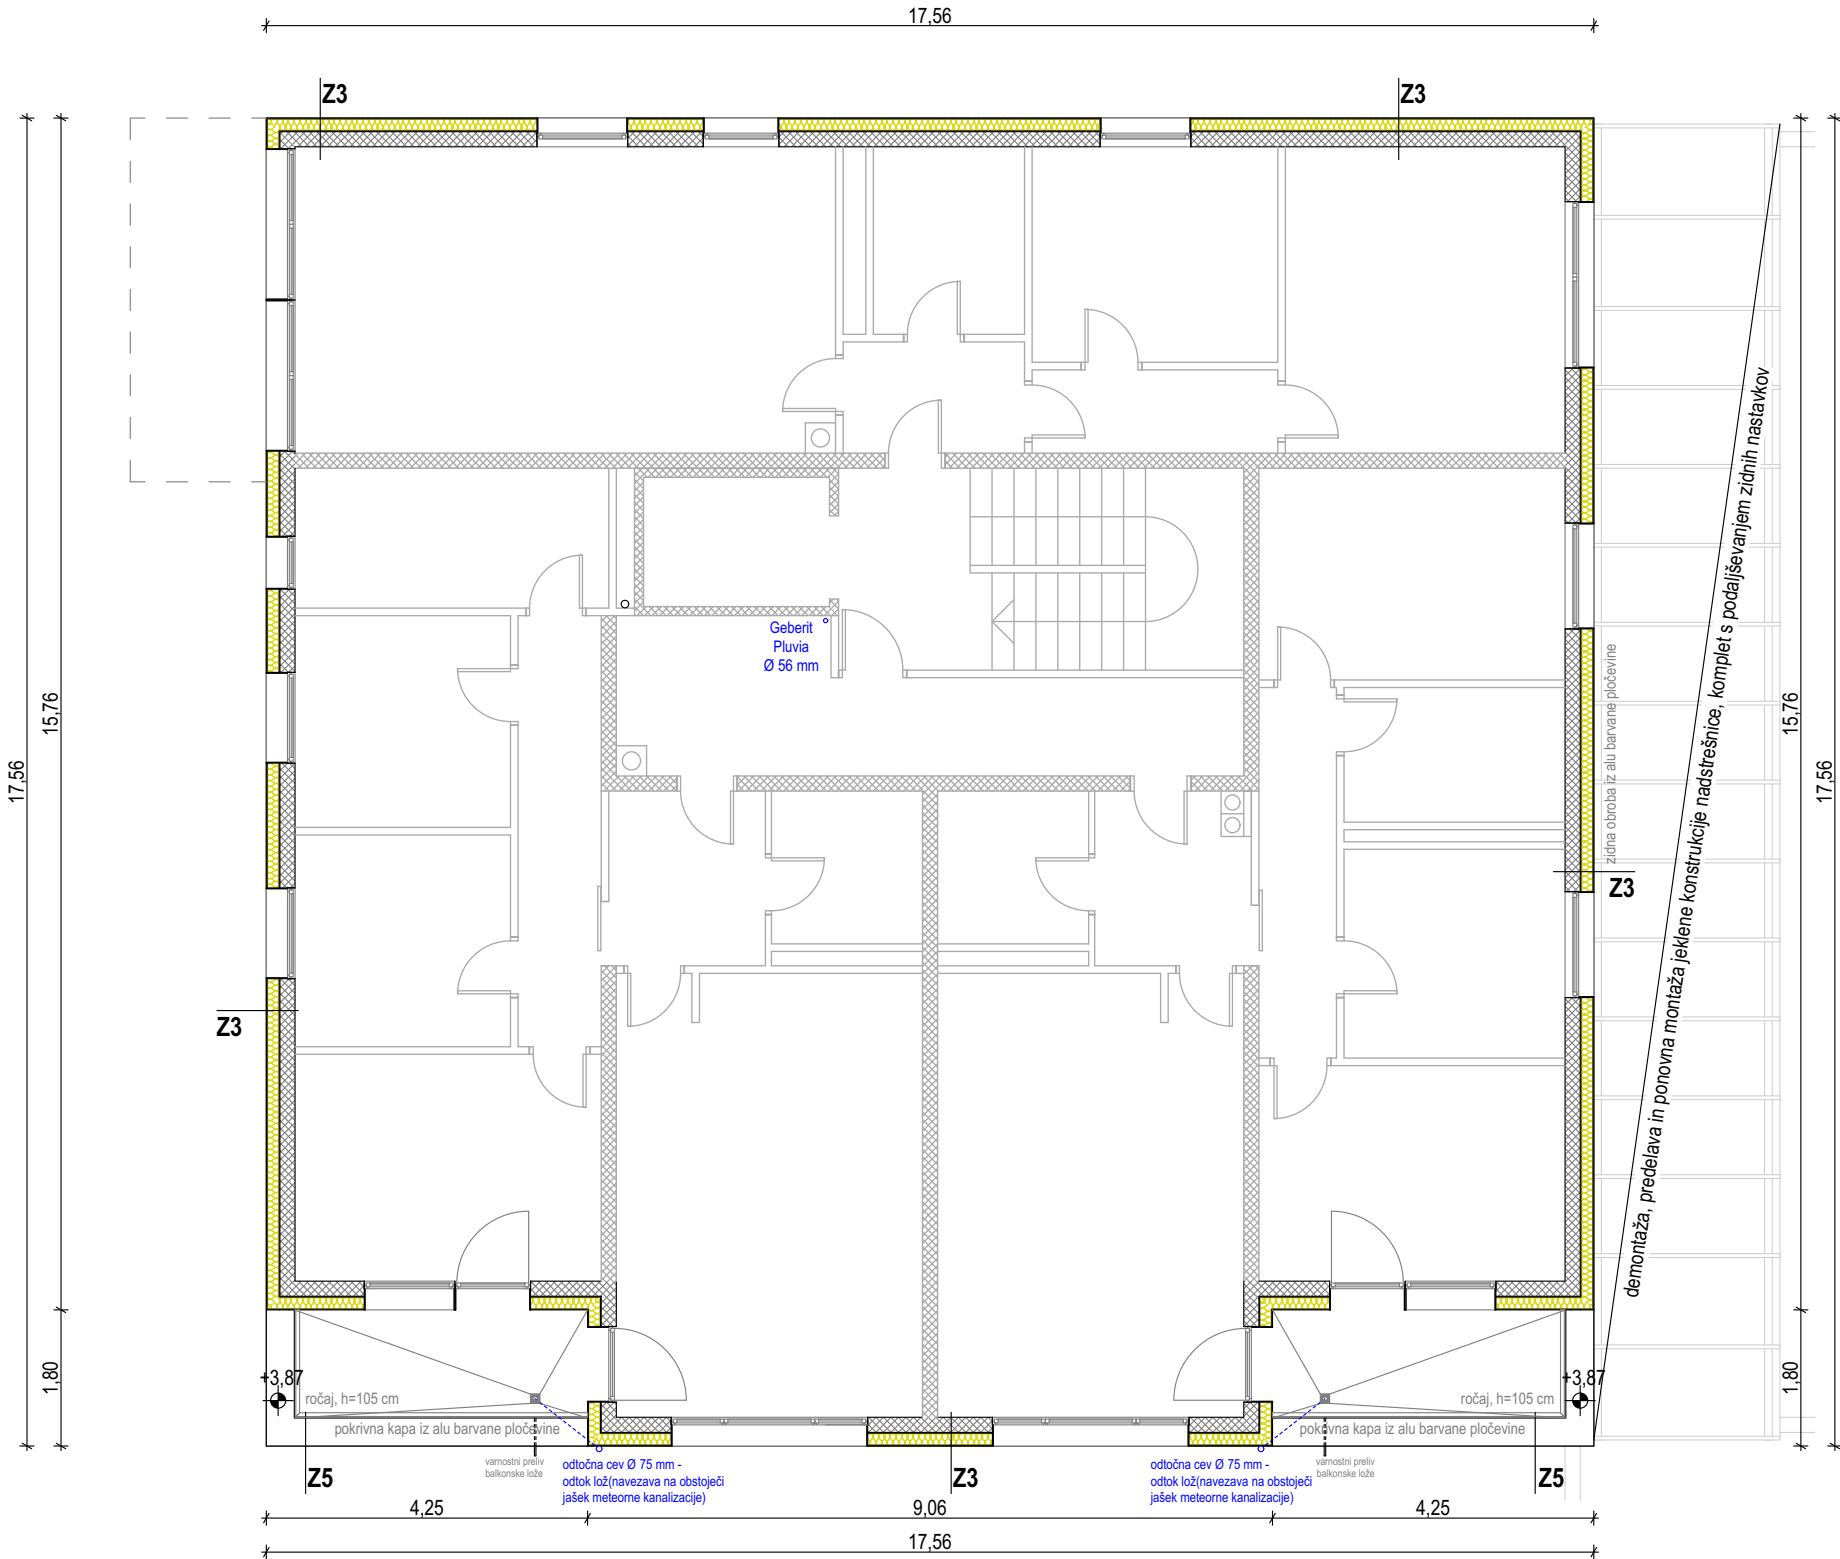 17,56
Z3
Z3
17,56
15,76
1,80
15,76
17,56
1,80
Geberit
Pluvia
Ø 56 mm
zidna obroba iz alu barvane pločevine
demontaža, predelava in ponovna montaža jeklene konstrukcije nadstrešnice, komplet s podaljševanjem zidnih nastavkov
Z3
Z3
+3,87
ročaj, h=105 cm
pokrivna kapa iz alu barvane pločevine
+3,87
ročaj, h=105 cm
pokrivna kapa iz alu barvane pločevine
varnostni preliv
balkonske lože
odtočna cev Ø 75 mm -
odtok lož(navezava na obstoječi
jašek meteorne kanalizacije)
odtočna cev Ø 75 mm -
odtok lož(navezava na obstoječi
jašek meteorne kanalizacije)
varnostni preliv
balkonske lože
Z5
Z3
Z5
4,25
9,06
4,25
17,56